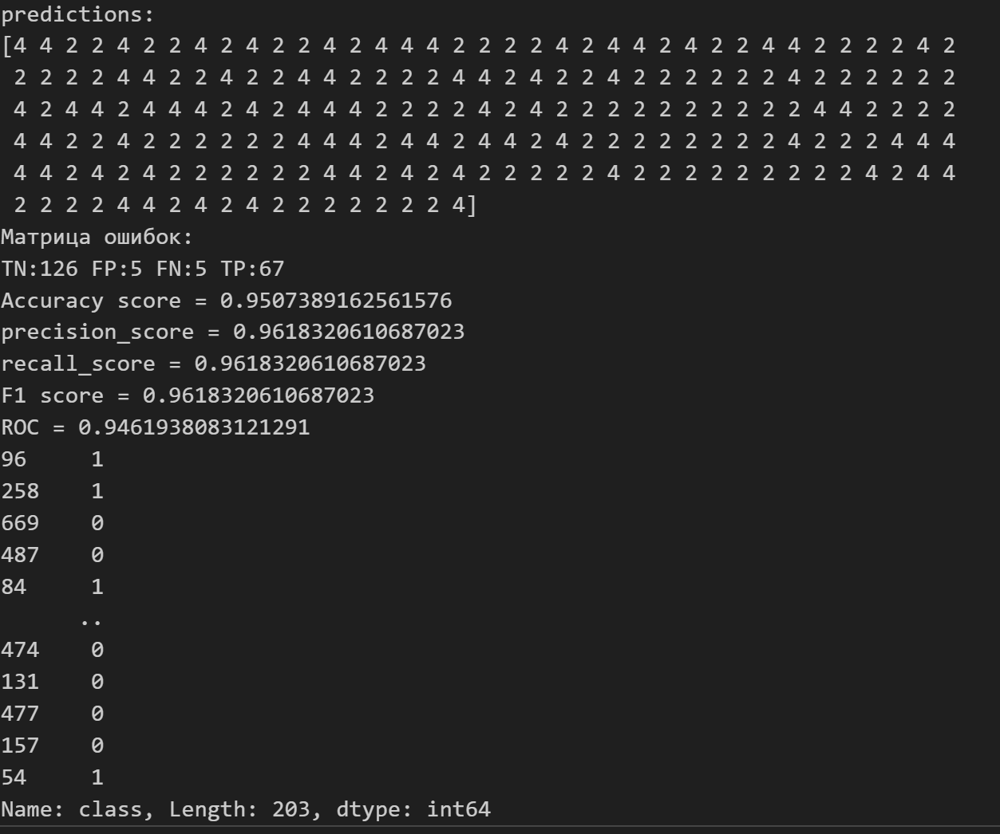 predictions:
[4 4 2 2 4 2 2 4 2 4 2 2 4 2 4 4 4 2 2 2 2 4 2 4 4 2 4 2 2 4 4 2 2 2 2 4 2
2 2 2 2 4 4 2 2 4 2 2 4 4 2 2 2 2 4 4 2 4 2 2 4 2 2 2 2 2 2 4 2 2 2 2 2 2
4 2 4 4 2 4 4 4 2 4 2 4 4 4 2 2 2 2 4 2 4 2 2 2 2 2 2 2 2 2 2 4 4 2 2 2 2
4 4 2 2 4 2 2 2 2 2 2 4 4 4 2 4 4 2 4 4 2 4 2 2 2 2 2 2 2 2 4 2 2 2 4 4 4
4 4 2 4 2 4 2 2 2 2 2 2 4 4 2 4 2 4 2 2 2 2 2 4 2 2 2 2 2 2 2 2 2 4 2 4 4
2 2 2 2 4 4 2 4 2 4 2 2 2 2 2 2 2 4]
Матрица ошибок:
TN:126 FP:5 FN:5 TP:67
Accuracy score = 0.9507389162561576
precision_score = 0.9618320610687023
recall_score = 0.9618320610687023
F1 score = 0.9618320610687023
ROC = 0.9461938083121291
96 1
258 1
669 0
487 0
84 1
..
474 0
131 0
477 0
157 0
54 1
Name: class, Length: 203, dtype: int64